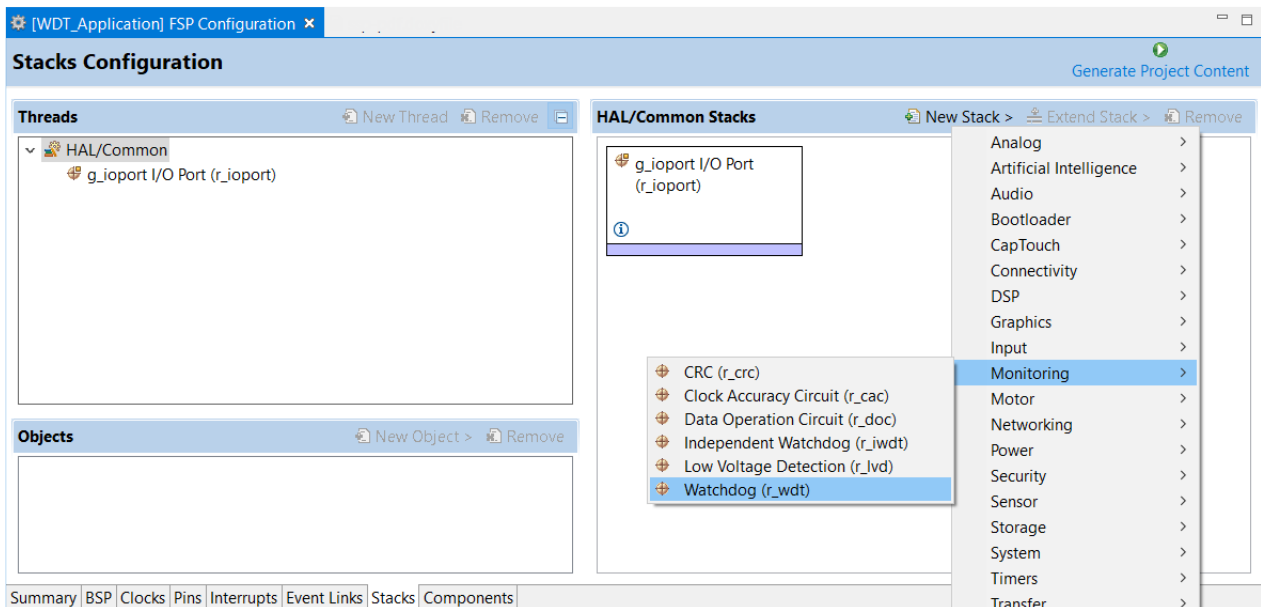 [WDT_Application] FSP Configuration
Stacks Configuration
Generate Project Content
Threads
New Thread
Remove
HAL/Common
g_ioport I/O Port (r_ioport)
Objects
New Object >
Remove
HAL/Common Stacks
New Stack >
Extend Stack >
Remove
g_ioport I/O Port
(r_ioport)
Analog
Artificial Intelligence
Audio
Bootloader
CapTouch
Connectivity
DSP
Graphics
Input
Monitoring
Motor
Networking
Power
Security
Sensor
Storage
System
Timers
Transfer
CRC (r_crc)
Clock Accuracy Circuit (r_cac)
Data Operation Circuit (r_doc)
Independent Watchdog (r_iwdt)
Low Voltage Detection (r_lvd)
Watchdog (r_wdt)
Summary BSP Clocks Pins Interrupts Event Links Stacks Components